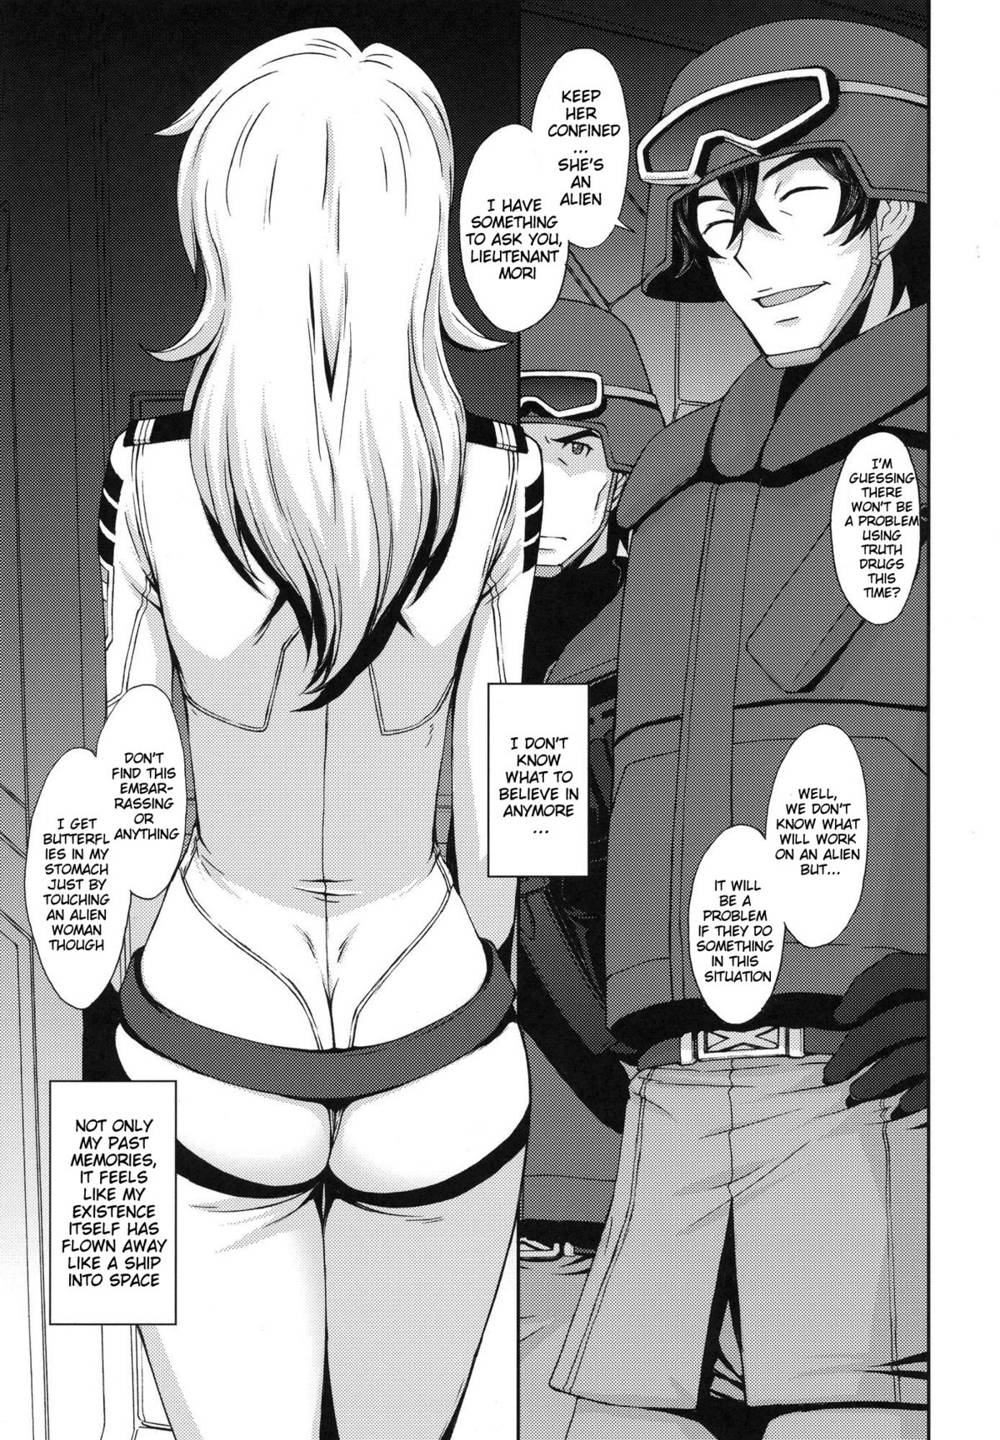 KEEP
HER
CONFINED
...
SHE'S
AN
ALIEN
I HAVE
SOMETHING
TO ASK YOU,
LIEUTENANT
MORI
I'M
GUESSING
THERE
WON'T BE
A PROBLEM
USING
TRUTH
DRUGS
THIS
TIME?
WELL,
WE DON'T
KNOW WHAT
WILL WORK
ON AN ALIEN
BUT...
IT WILL
BE A
PROBLEM
IF THEY DO
SOMETHING
IN THIS
SITUATION
I DON'T
KNOW
WHAT TO
BELIEVE IN
ANYMORE
...
DON'T
FIND THIS
EMBAR-
RASSING
OR
ANYTHING
I GET
BUTTERFL
IES IN MY
STOMACH
JUST BY
TOUCHING
AN ALIEN
WOMAN
THOUGH
NOT ONLY
MY PAST
MEMORIES,
IT FEELS
LIKE MY
EXISTENCE
ITSELF HAS
FLOWN AWAY
LIKE A SHIP
INTO SPACE